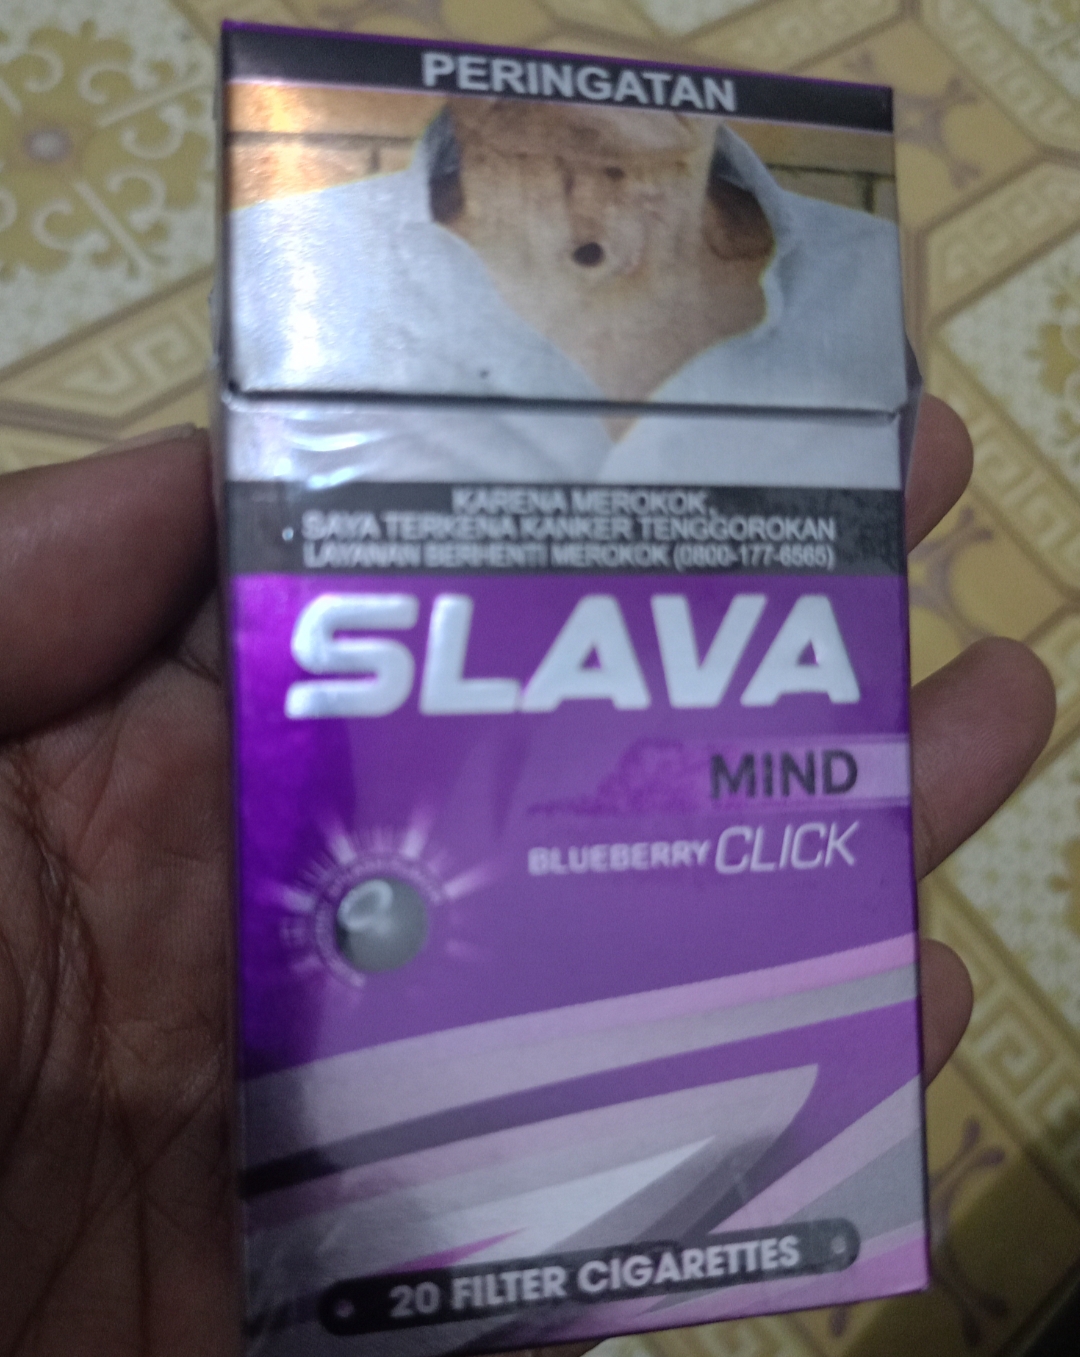 PERINGATAN
KARENA MEROKOK,
SAYA TERKENA KANKER TENGGOROKAN
LAYANAN BERHENTI MEROKOK (0800-177-6565)
SLAVA
MIND
BLUEBERRY CLICK
20 FILTER CIGARETTES